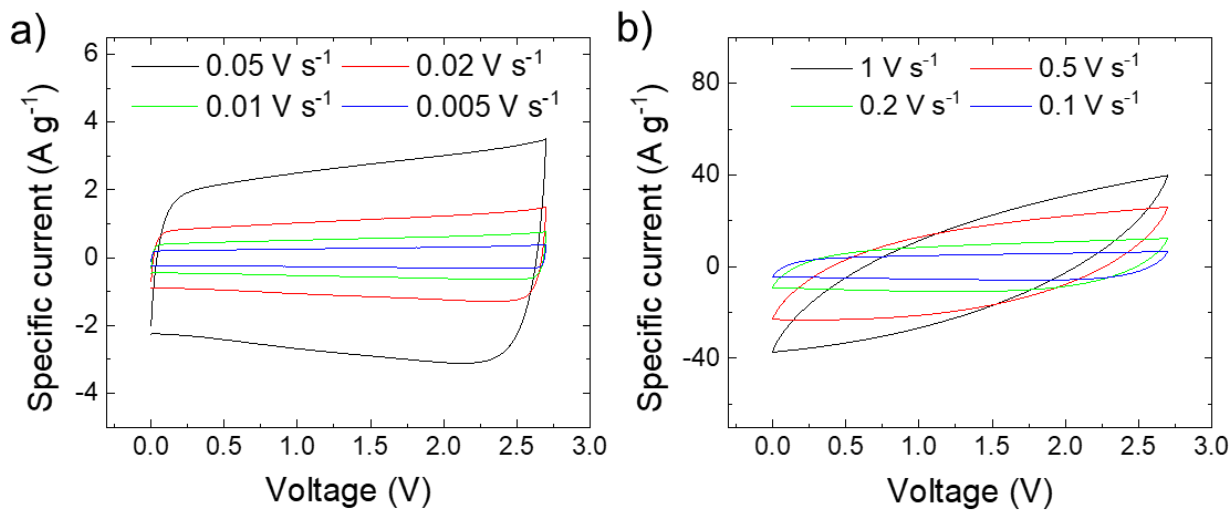 a)
0.05 V s⁻¹ 0.02 V s⁻¹
0.01 V s⁻¹ 0.005 V s⁻¹
Specific current (A g⁻¹)
6
4
2
0
-2
-4
0.0 0.5 1.0 1.5 2.0 2.5 3.0
Voltage (V)
b)
1 V s⁻¹ 0.5 V s⁻¹
0.2 V s⁻¹ 0.1 V s⁻¹
Specific current (A g⁻¹)
80
40
0
-40
0.0 0.5 1.0 1.5 2.0 2.5 3.0
Voltage (V)